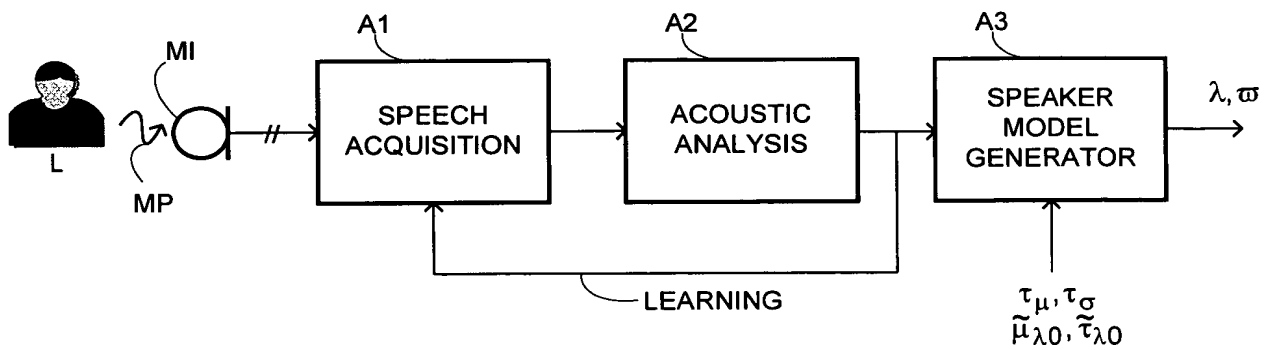 A1
A2
A3
MI
L
MP
SPEECH
ACQUISITION
ACOUSTIC
ANALYSIS
SPEAKER
MODEL
GENERATOR
λ, ϖ
LEARNING
τμ, τσ
μ̃λ0, τ̃λ0